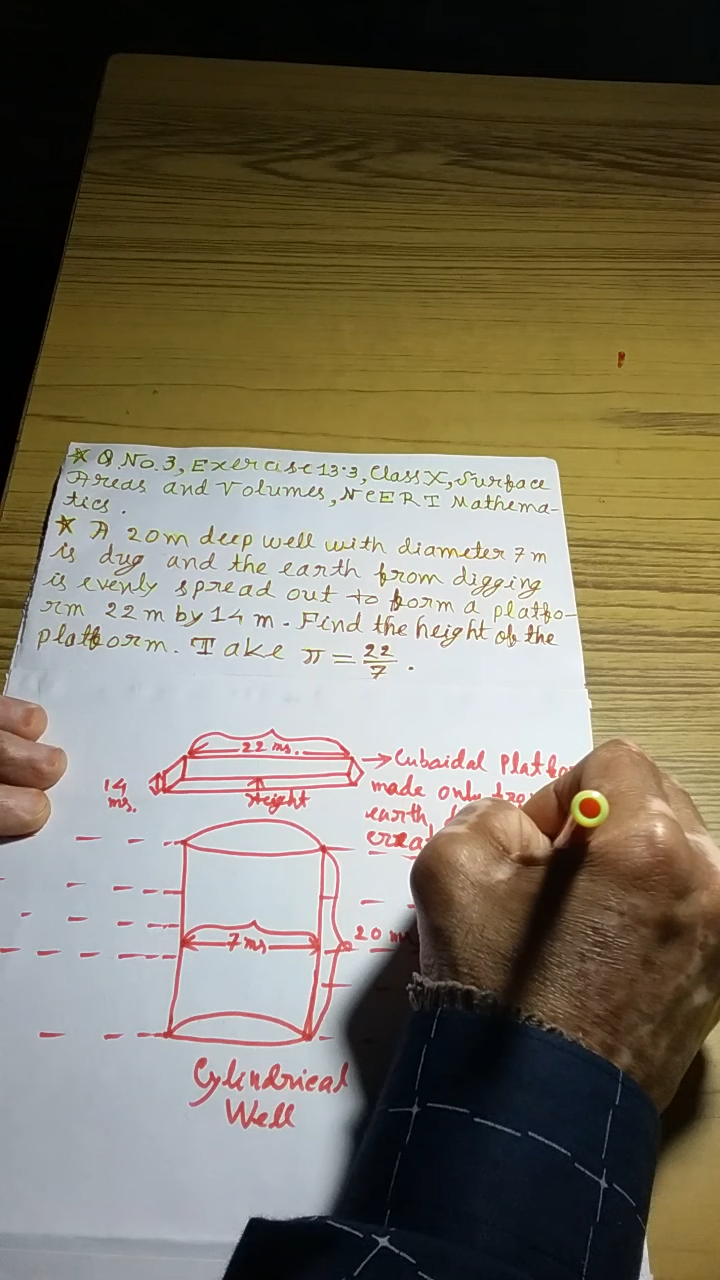 * Q No. 3, Exercise 13.3, Class X, Surface
Areas and Volumes, NCERT Mathema-
tics.
* A 20m deep well with diameter 7m
is dug and the earth from digging
is evenly spread out to form a platfo-
rm 22 m by 14 m. Find the height of the
platform. Take π = 22/7.
22 ms.
→ Cuboidal
14
ms.
Height
made only
earth
7 ms
20
Cylindrical
Well